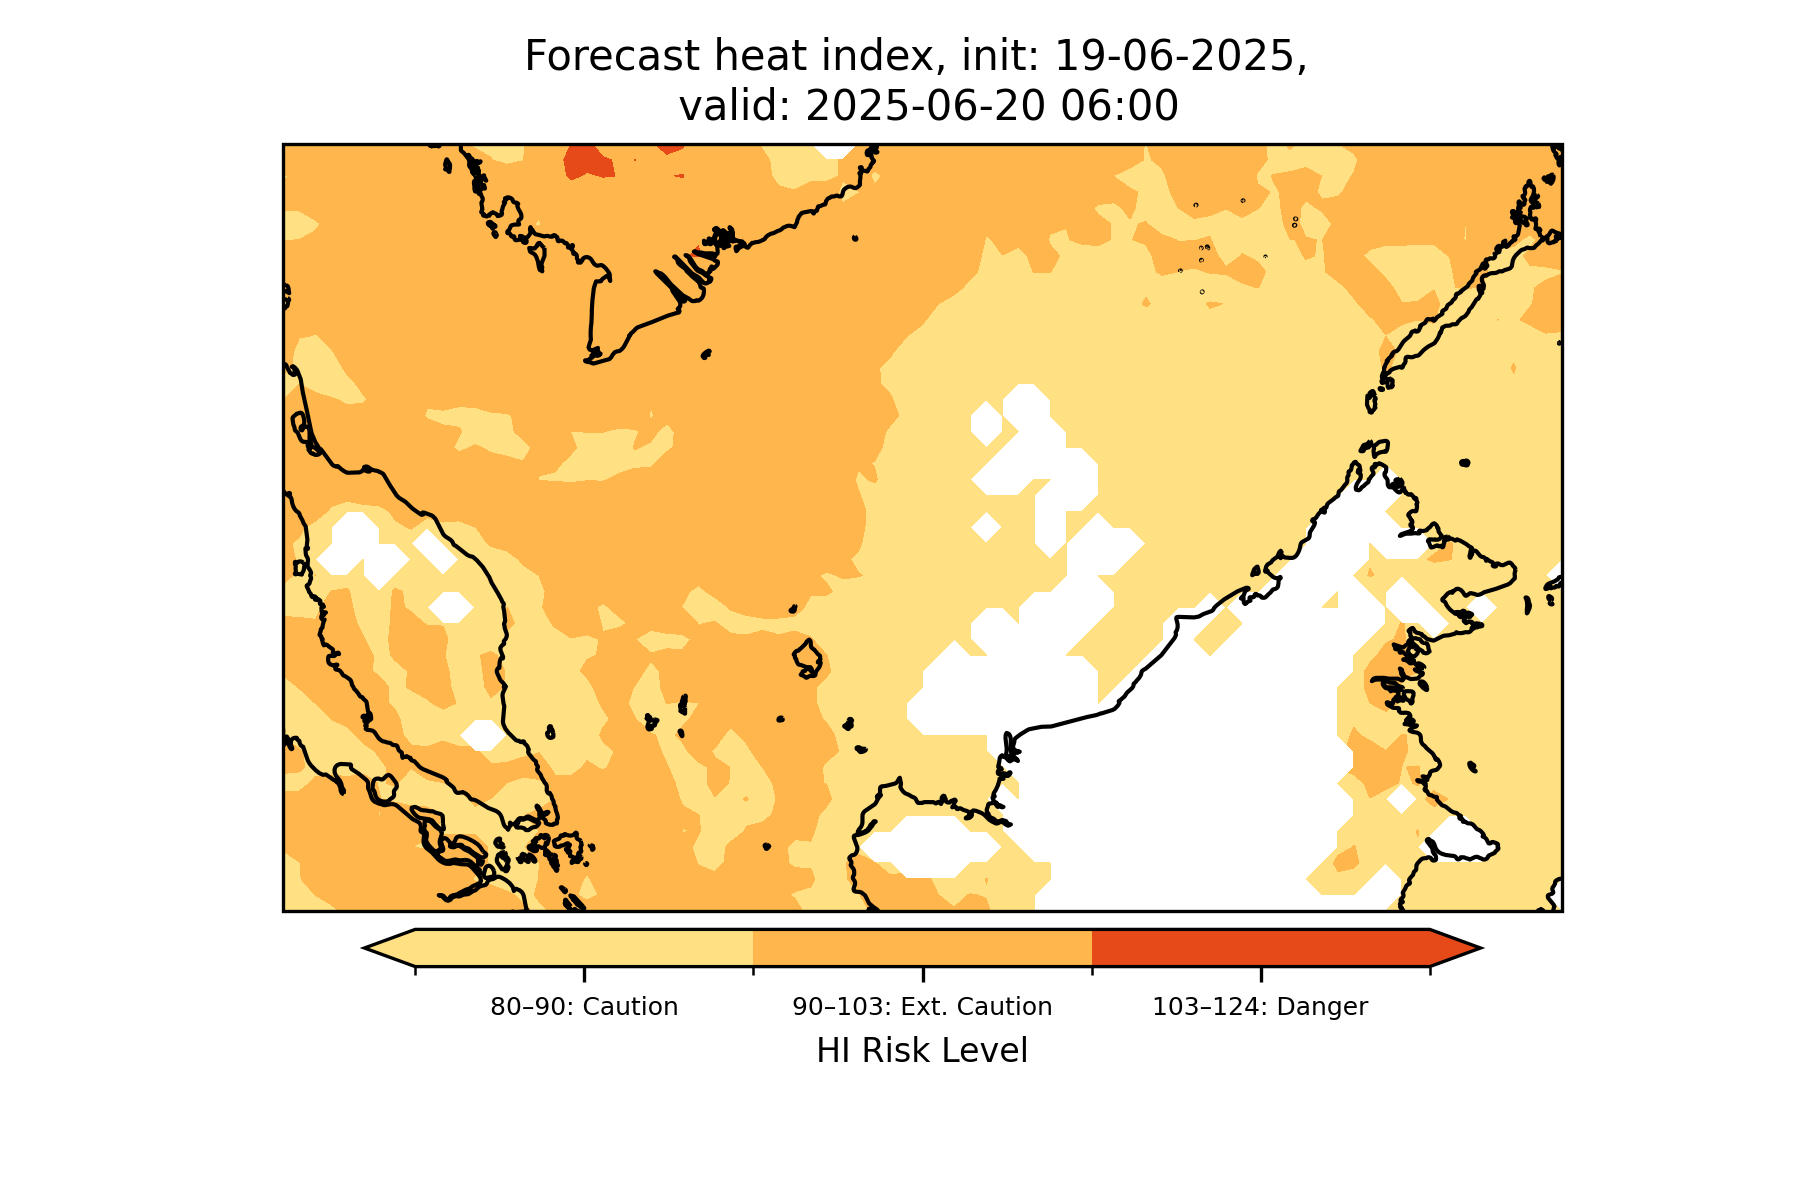 Forecast heat index, init: 19-06-2025,
valid: 2025-06-20 06:00
80–90: Caution
90–103: Ext. Caution
103–124: Danger
HI Risk Level